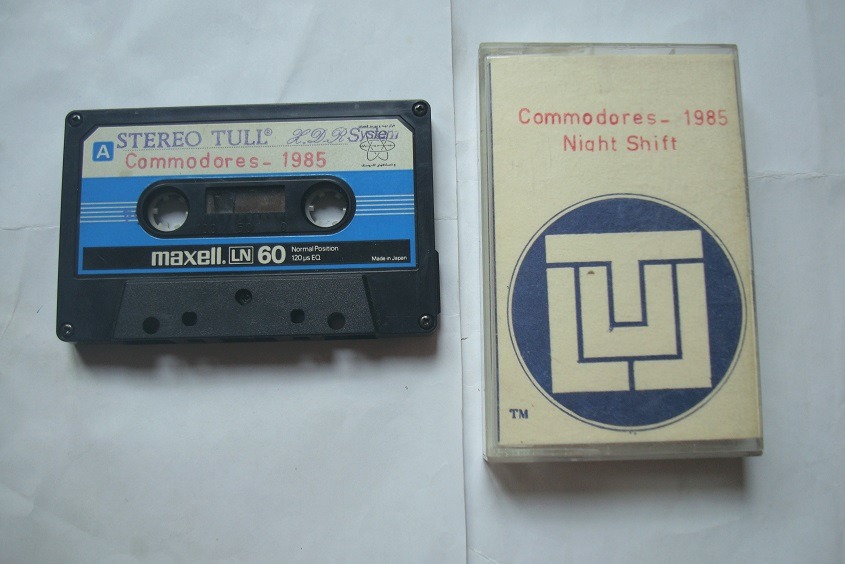 A STEREO TULL® X.D.R System
Commodores- 1985
maxell. LN 60
Normal Position
120 µs EQ
Made in Japan
Commodores- 1985
Night Shift
TM